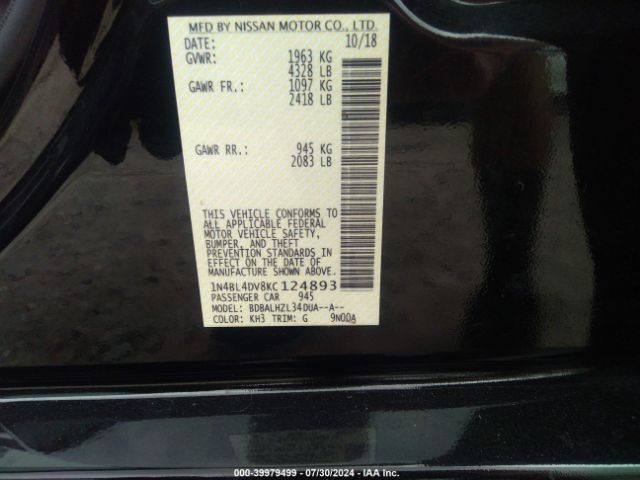 MFD BY NISSAN MOTOR CO., LTD.
DATE: 10/18
GVWR: 1963 KG
4328 LB
GAWR FR.: 1097 KG
2418 LB
GAWR RR.: 945 KG
2083 LB
THIS VEHICLE CONFORMS TO
ALL APPLICABLE FEDERAL
MOTOR VEHICLE SAFETY,
BUMPER, AND THEFT
PREVENTION STANDARDS IN
EFFECT ON THE DATE OF
MANUFACTURE SHOWN ABOVE.
1N4BL4DV8KC124893
PASSENGER CAR 945
MODEL: BDBALHZL34DUA--A--
COLOR: KH3 TRIM: G 9N00A
000-39979499 - 07/30/2024 - IAA Inc.